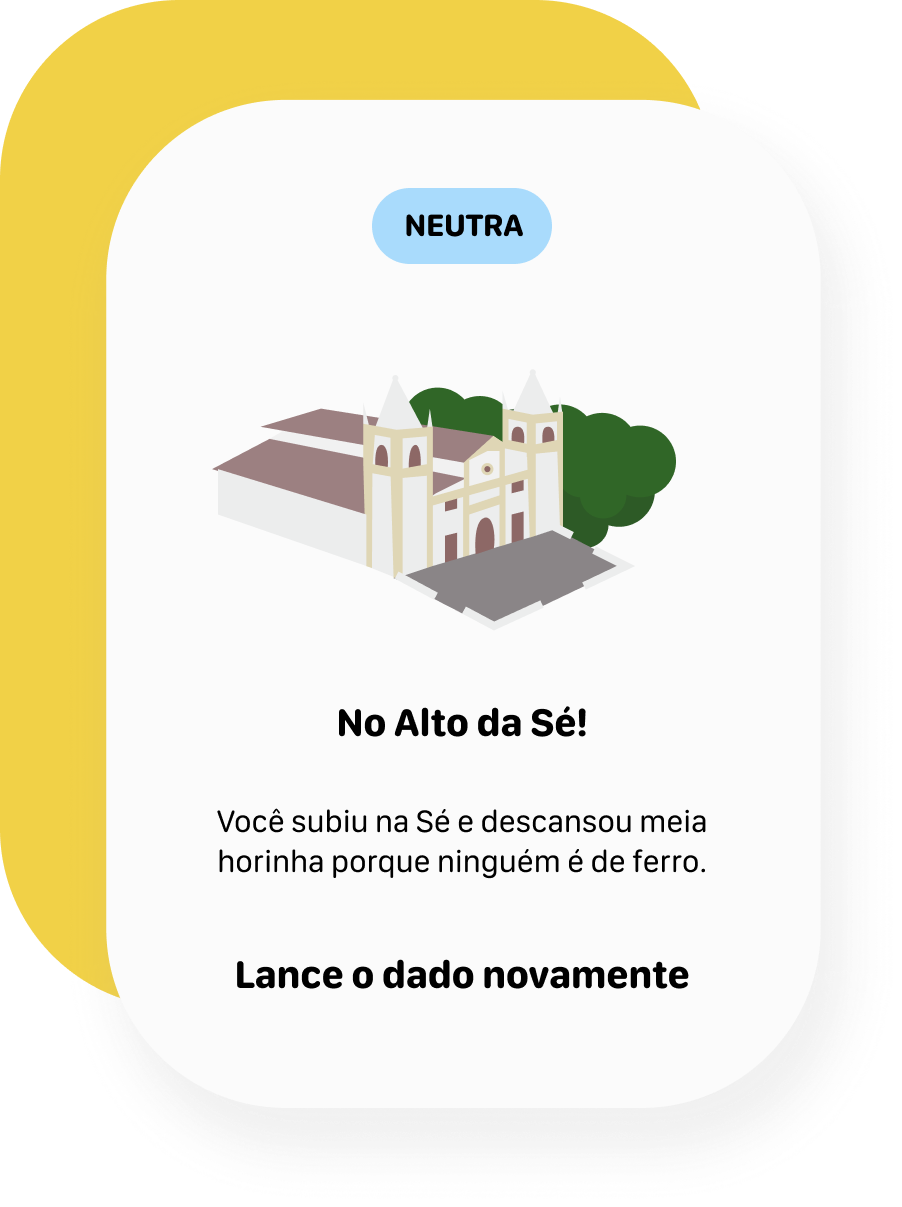 NEUTRA
No Alto da Sé!
Você subiu na Sé e descansou meia
horinha porque ninguém é de ferro.
Lance o dado novamente